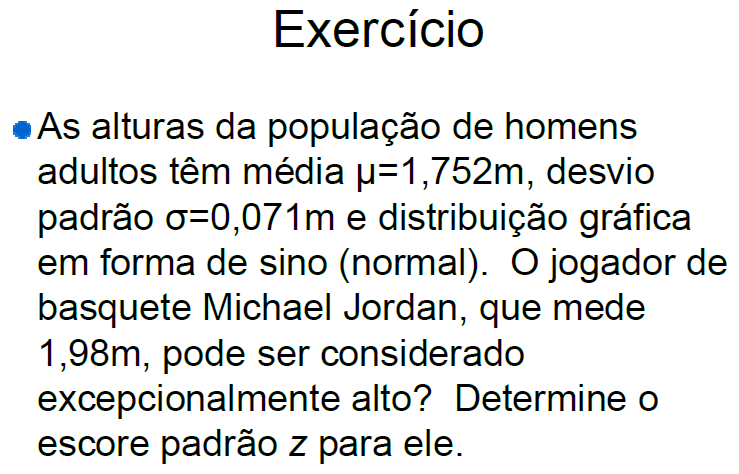 Exercício
As alturas da população de homens
adultos têm média μ=1,752m, desvio
padrão σ=0,071m e distribuição gráfica
em forma de sino (normal).  O jogador de
basquete Michael Jordan, que mede
1,98m, pode ser considerado
excepcionalmente alto?  Determine o
escore padrão z para ele.